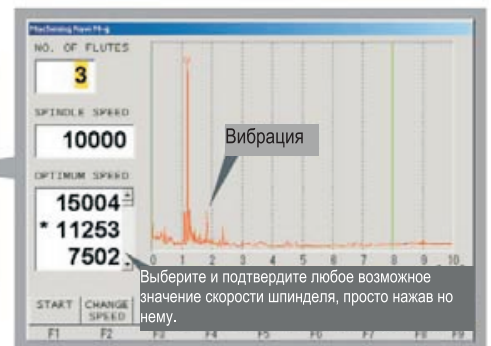 Machining Navi M-g
NO. OF FLUTES
3
SPINDLE SPEED
10000
Вибрация
OPTIMUM SPEED
15004
* 11253
7502
0 1 2 3 4 5 6 7 8 9 10
Выберите и подтвердите любое возможное
значение скорости шпинделя, просто нажав но
нему.
START CHANGE SPEED
F1 F2 F3 F4 F5 F6 F7 F8 F9